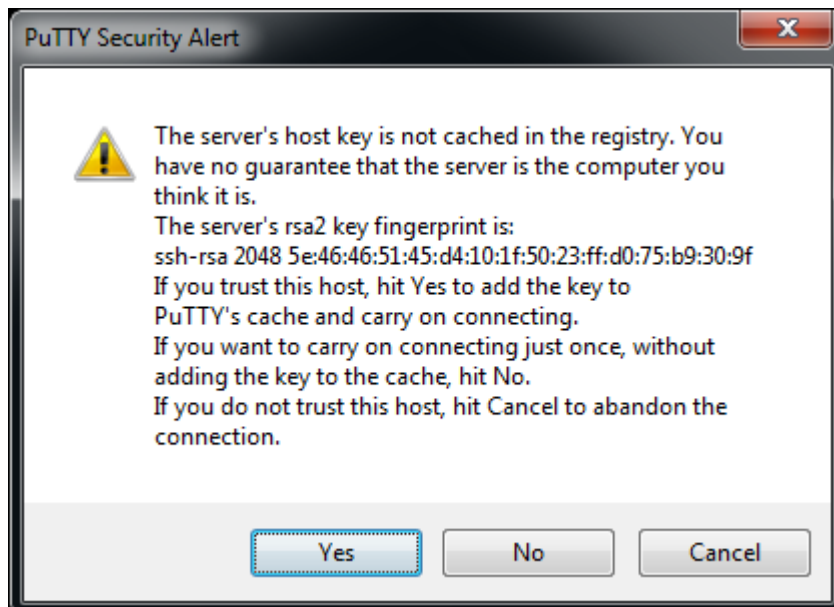 PuTTY Security Alert
The server's host key is not cached in the registry. You
have no guarantee that the server is the computer you
think it is.
The server's rsa2 key fingerprint is:
ssh-rsa 2048 5e:46:46:51:45:d4:10:1f:50:23:ff:d0:75:b9:30:9f
If you trust this host, hit Yes to add the key to
PuTTY's cache and carry on connecting.
If you want to carry on connecting just once, without
adding the key to the cache, hit No.
If you do not trust this host, hit Cancel to abandon the
connection.
Yes No Cancel